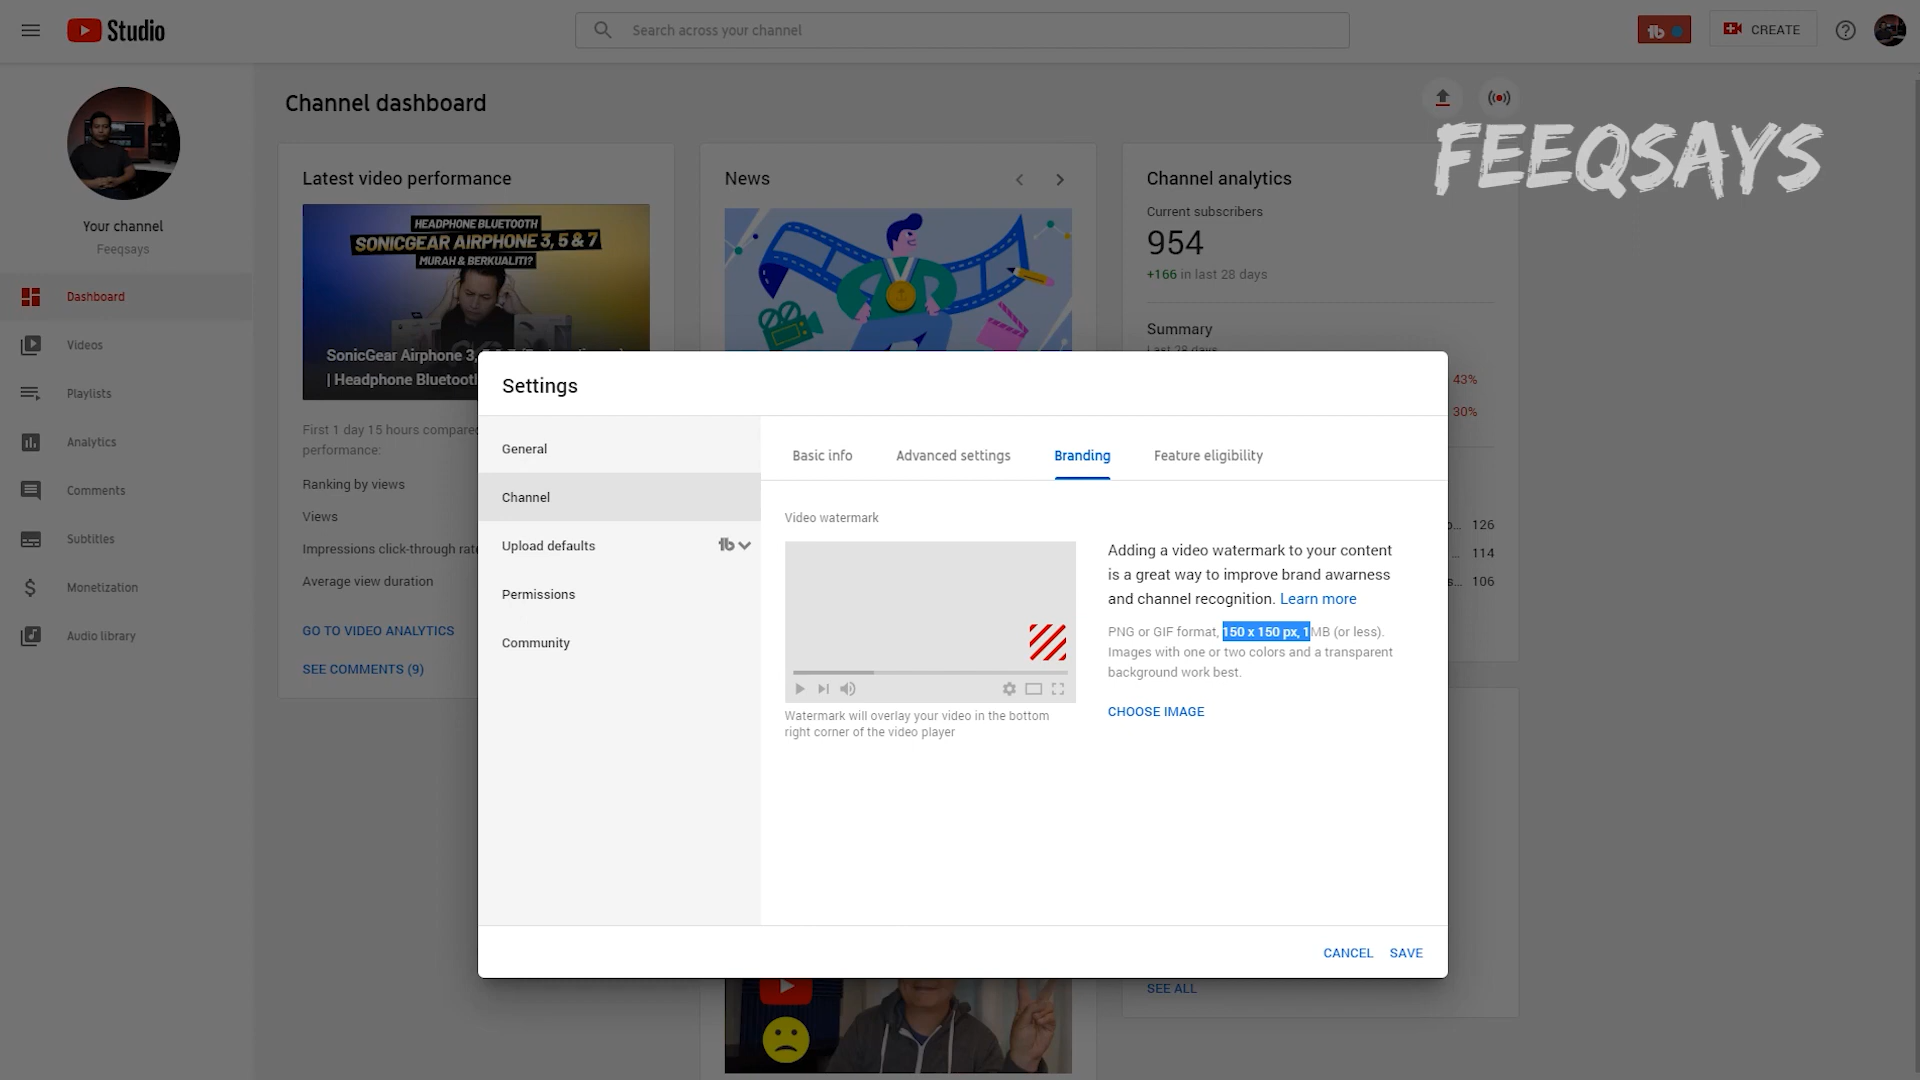 Studio
Search across your channel
CREATE
Channel dashboard
FEEQSAYS
Your channel
Feeqsays
Dashboard
Videos
Playlists
Analytics
Comments
Subtitles
Monetization
Audio library
Latest video performance
HEADPHONE BLUETOOTH
SONICGEAR AIRPHONE 3, 5 & 7
MURAH & BERKUALITI?
SonicGear Airphone 3,
| Headphone Bluetooth
First 1 day 15 hours compared
performance:
Ranking by views
Views
Impressions click-through rate
Average view duration
GO TO VIDEO ANALYTICS
SEE COMMENTS (9)
News
Channel analytics
Current subscribers
954
+166 in last 28 days
Summary
Last 28 days
43%
30%
126
114
106
SEE ALL
Settings
General
Channel
Upload defaults
tb
Permissions
Community
Basic info
Advanced settings
Branding
Feature eligibility
Video watermark
Watermark will overlay your video in the bottom
right corner of the video player
Adding a video watermark to your content
is a great way to improve brand awarness
and channel recognition. Learn more
PNG or GIF format, 150 x 150 px, 1MB (or less).
Images with one or two colors and a transparent
background work best.
CHOOSE IMAGE
CANCEL
SAVE